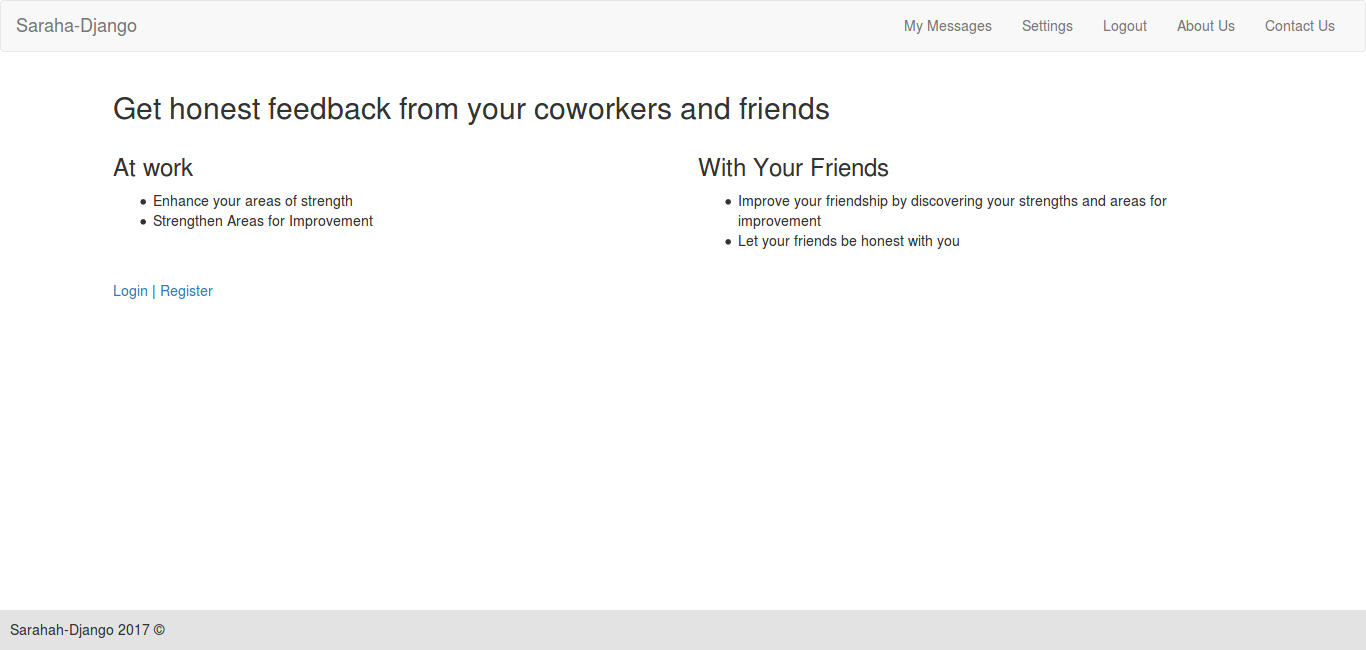 Saraha-Django
My Messages
Settings
Logout
About Us
Contact Us
Get honest feedback from your coworkers and friends
At work
Enhance your areas of strength
Strengthen Areas for Improvement
With Your Friends
Improve your friendship by discovering your strengths and areas for
improvement
Let your friends be honest with you
Login | Register
Sarahah-Django 2017 ©